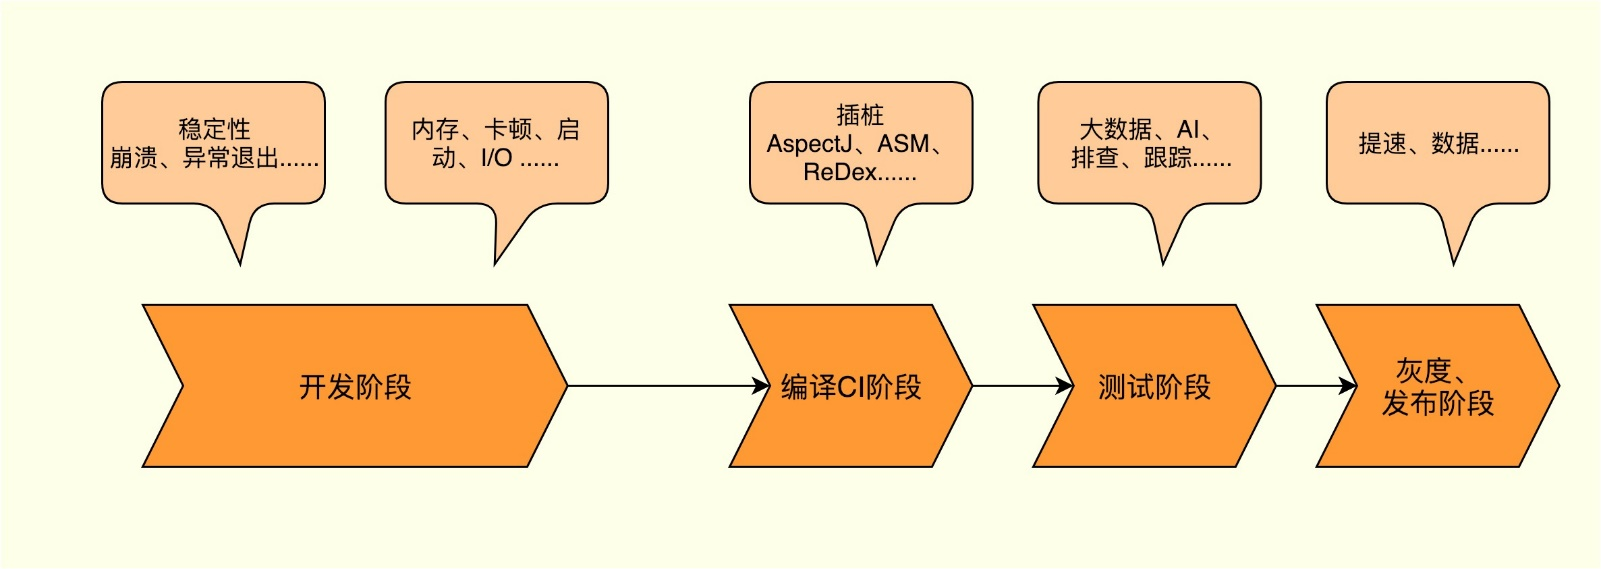 稳定性
崩溃、异常退出......
内存、卡顿、启
动、I/O ......
插桩
AspectJ、ASM、
ReDex......
大数据、AI、
排查、跟踪......
提速、数据......
开发阶段
编译CI阶段
测试阶段
灰度、
发布阶段